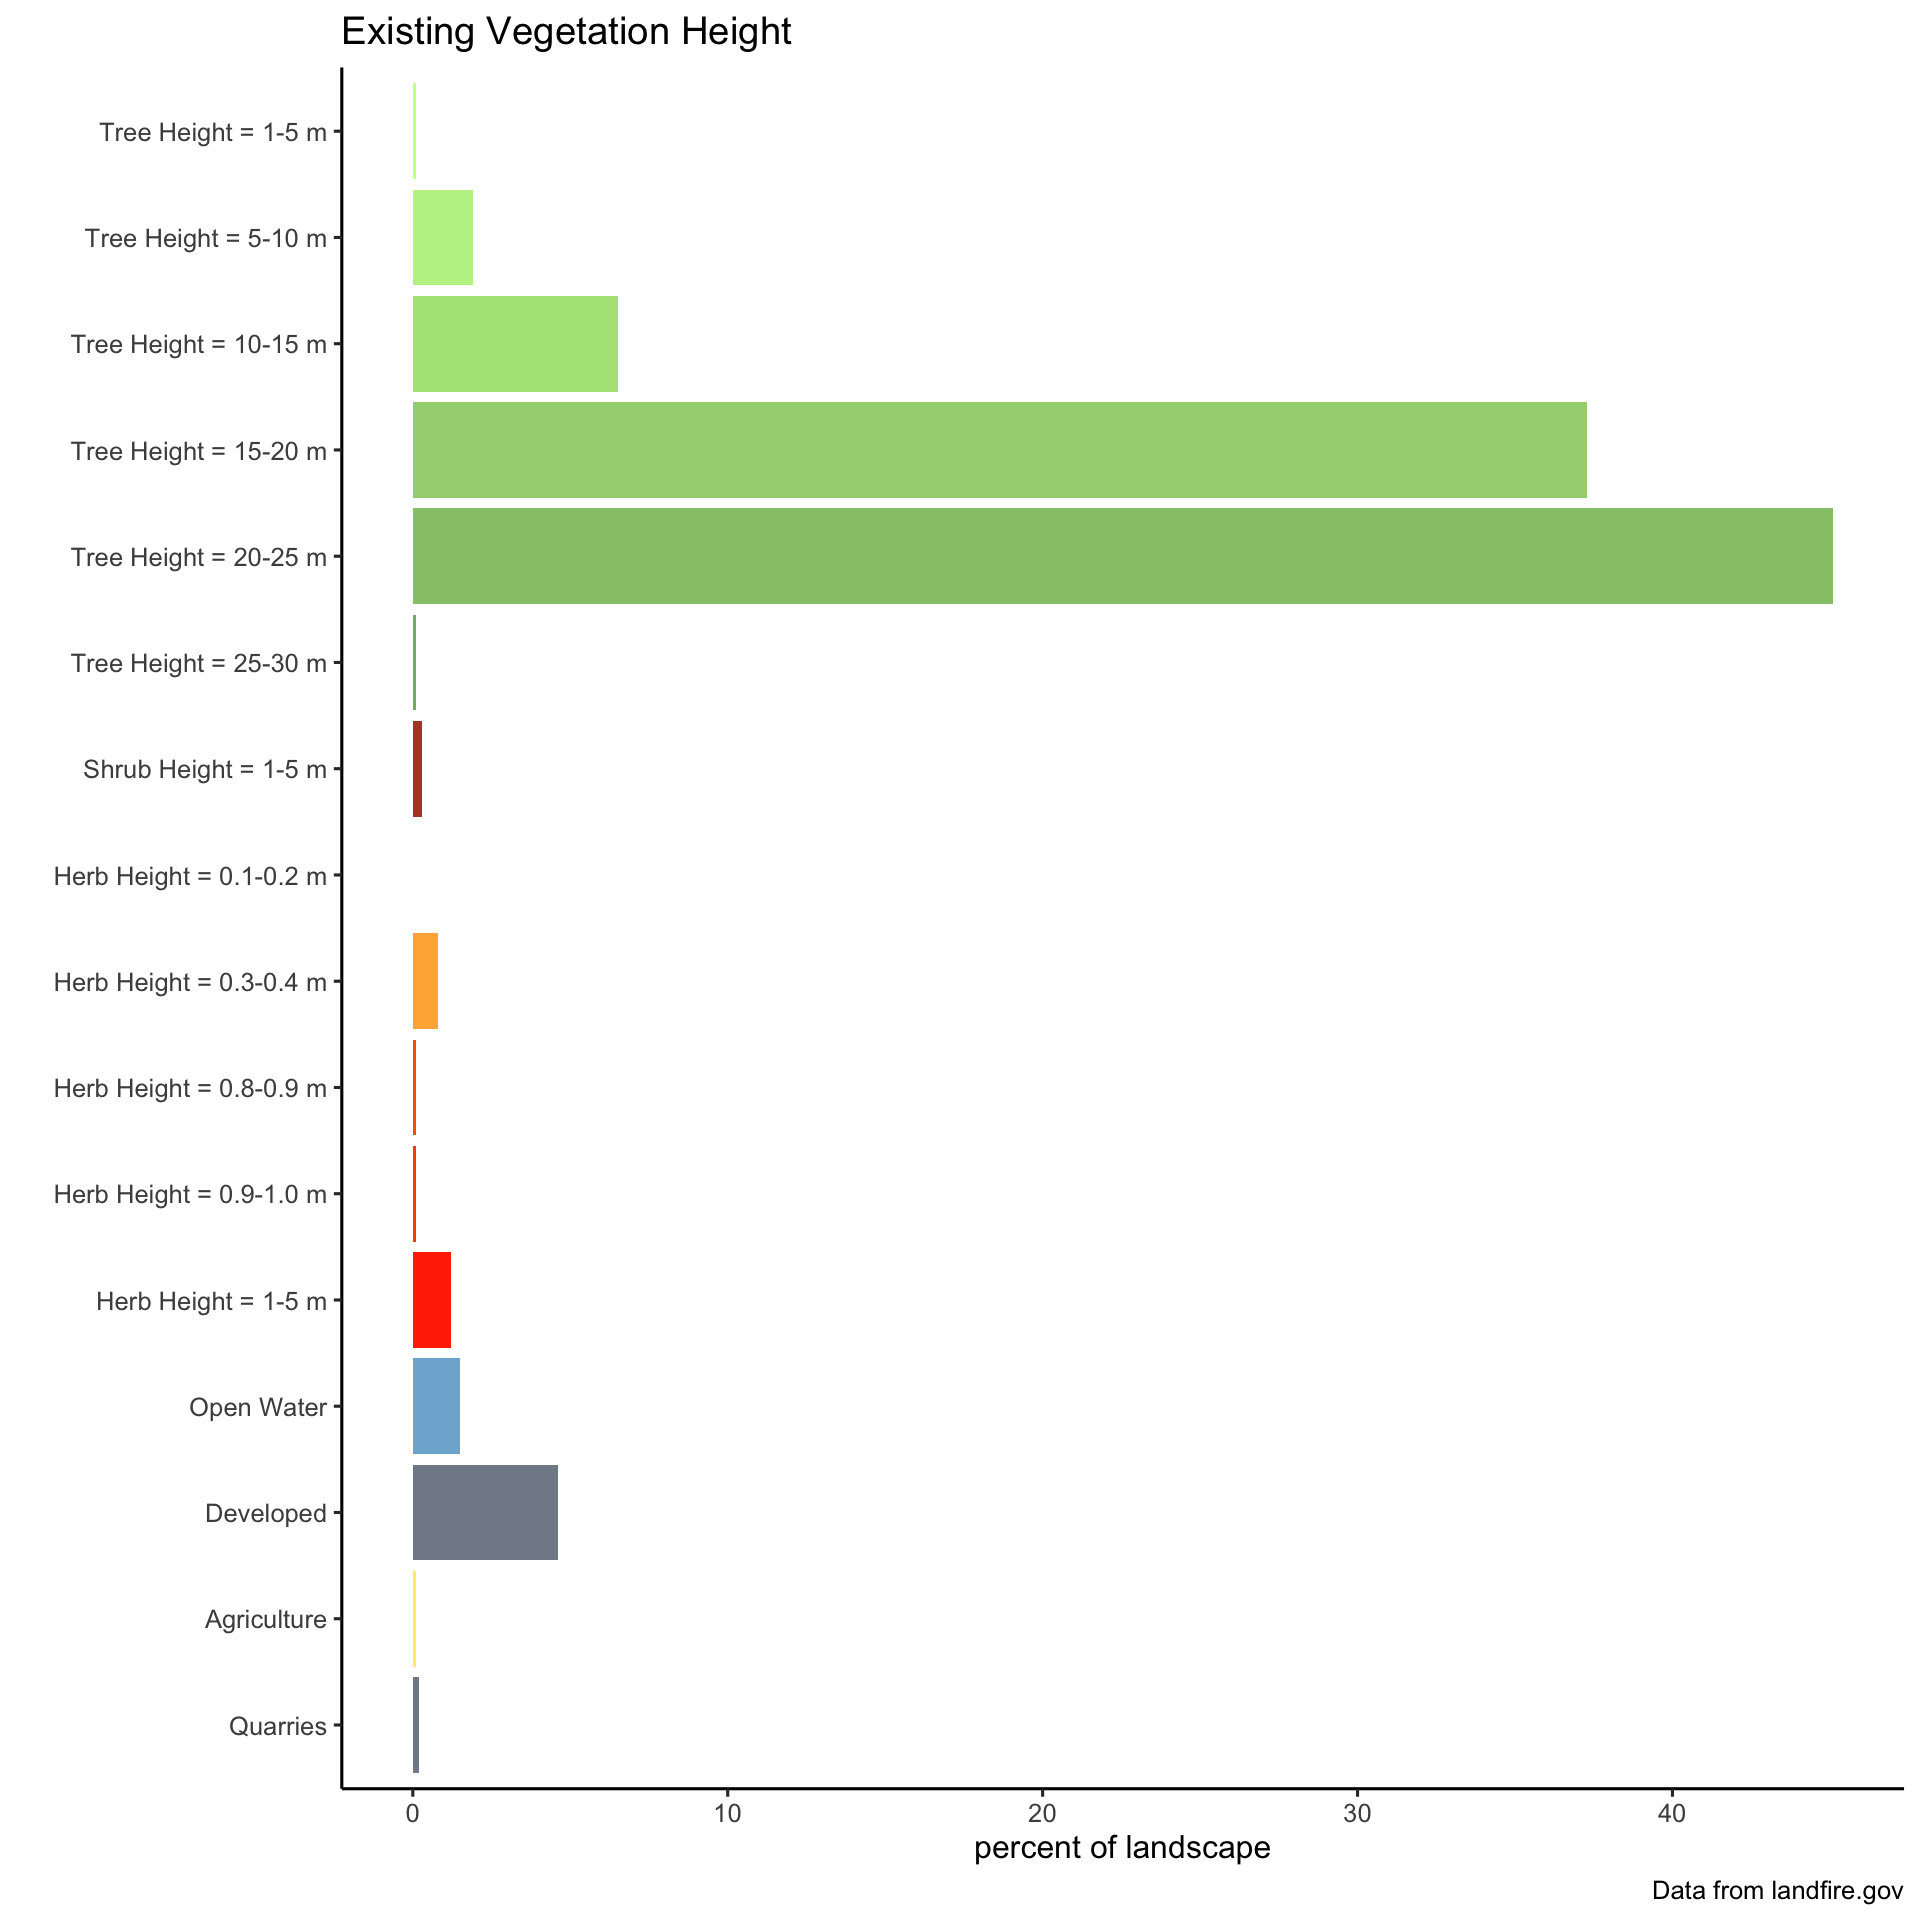 Existing Vegetation Height
Tree Height = 1-5 m
Tree Height = 5-10 m
Tree Height = 10-15 m
Tree Height = 15-20 m
Tree Height = 20-25 m
Tree Height = 25-30 m
Shrub Height = 1-5 m
Herb Height = 0.1-0.2 m
Herb Height = 0.3-0.4 m
Herb Height = 0.8-0.9 m
Herb Height = 0.9-1.0 m
Herb Height = 1-5 m
Open Water
Developed
Agriculture
Quarries
0 10 20 30 40
percent of landscape
Data from landfire.gov